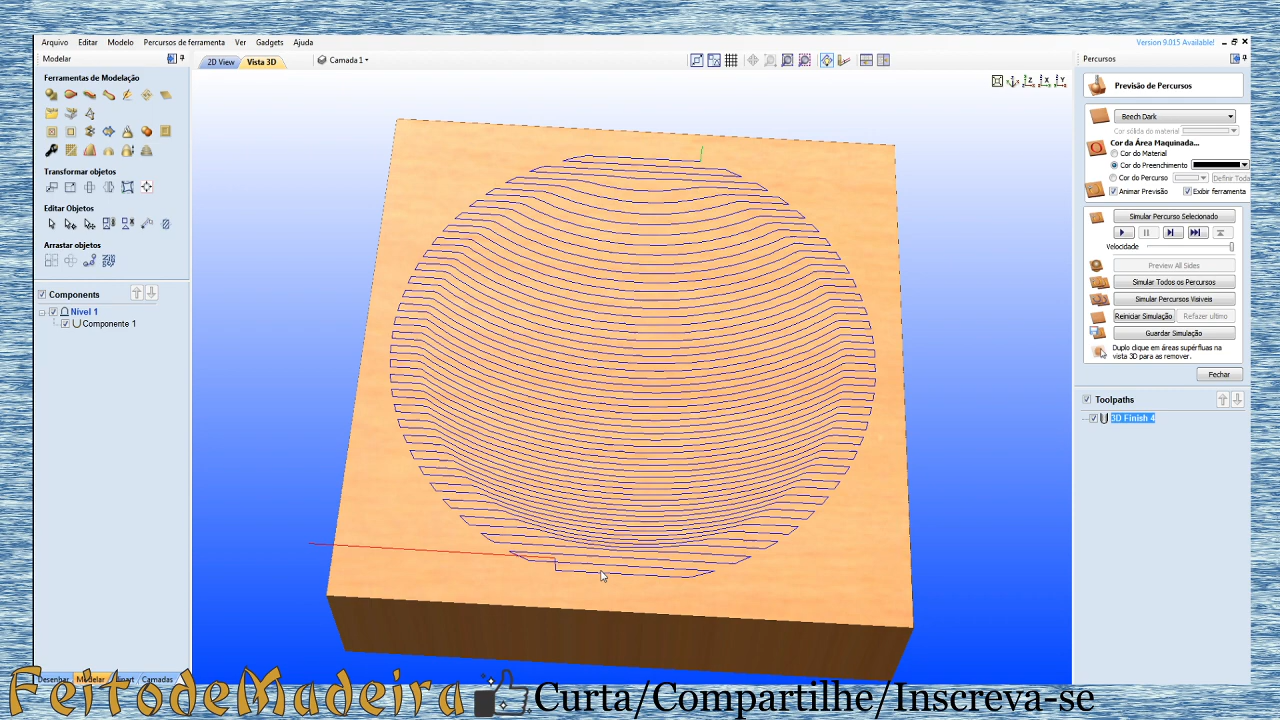 Arquivo Editar Modelo Percursos de ferramenta Ver Gadgets Ajuda
Version 9.015 Available!
Modelar
2D View Vista 3D
Camada 1
Percursos
Ferramentas de Modelação
Transformar objetos
Editar Objetos
Arrastar objetos
Components
Nível 1
Componente 1
Z X Y
Previsão de Percursos
Beech Dark
Cor sólida do material
Cor da Área Maquinada...
Cor do Material
Cor do Preenchimento
Cor do Percurso
Definir Toda
Animar Previsão
Exibir ferramenta
Simular Percurso Selecionado
Velocidade
Preview All Sides
Simular Todos os Percursos
Simular Percursos Visiveis
Reiniciar Simulação
Refazer ultimo
Guardar Simulação
Duplo clique em áreas supérfluas na
vista 3D para as remover.
Fechar
Toolpaths
3D Finish 4
Desenhar Modelar Camadas
FeitodeMadeira
Curta/Compartilhe/Inscreva-se